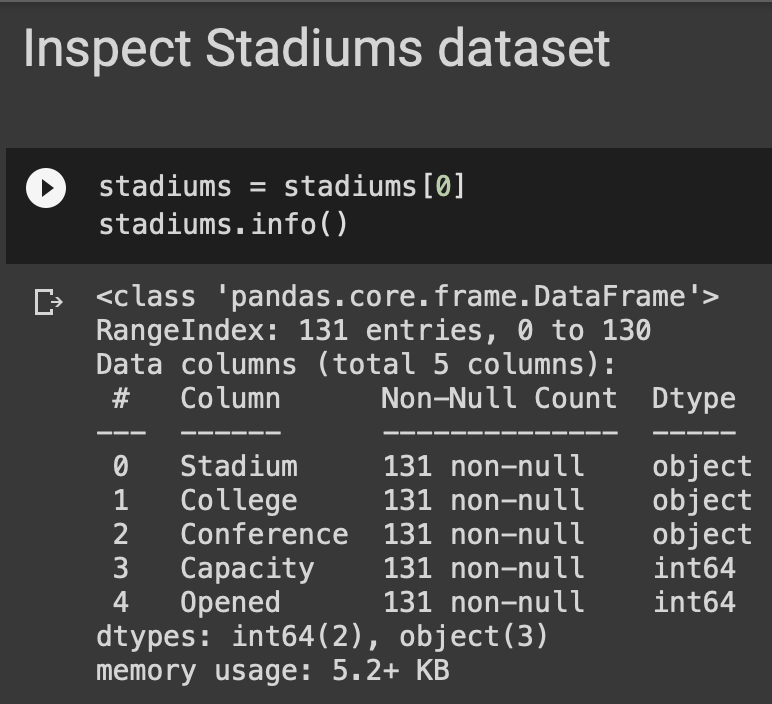 Inspect Stadiums dataset
stadiums = stadiums[0]
stadiums.info()
<class 'pandas.core.frame.DataFrame'>
RangeIndex: 131 entries, 0 to 130
Data columns (total 5 columns):
 #   Column      Non-Null Count  Dtype
---  ------      --------------  -----
 0   Stadium     131 non-null    object
 1   College     131 non-null    object
 2   Conference  131 non-null    object
 3   Capacity    131 non-null    int64
 4   Opened      131 non-null    int64
dtypes: int64(2), object(3)
memory usage: 5.2+ KB